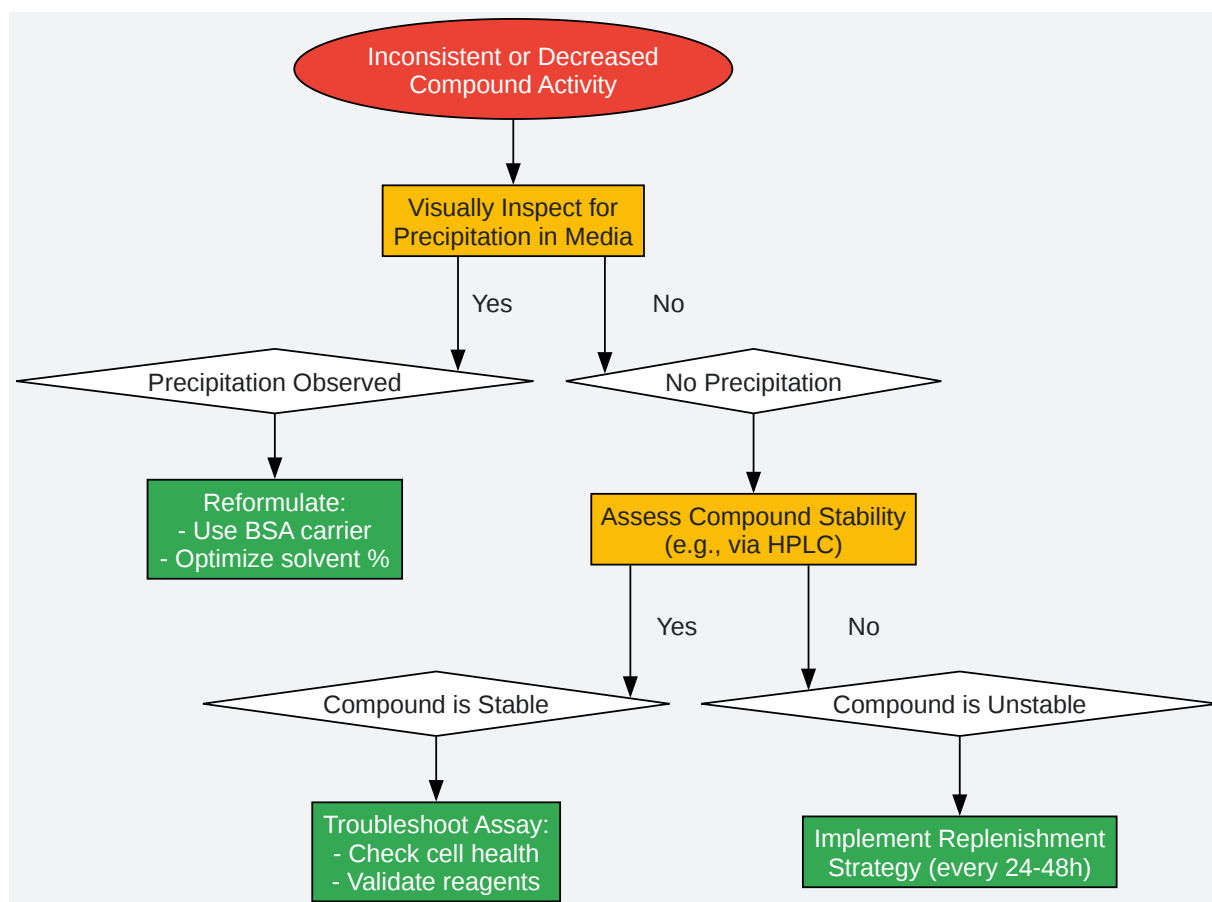 Inconsistent or Decreased
Compound Activity
Visually Inspect for
Precipitation in Media
Yes
No
Precipitation Observed
No Precipitation
Reformulate:
- Use BSA carrier
- Optimize solvent %
Assess Compound Stability
(e.g., via HPLC)
Yes
No
Compound is Stable
Compound is Unstable
Troubleshoot Assay:
- Check cell health
- Validate reagents
Implement Replenishment
Strategy (every 24-48h)